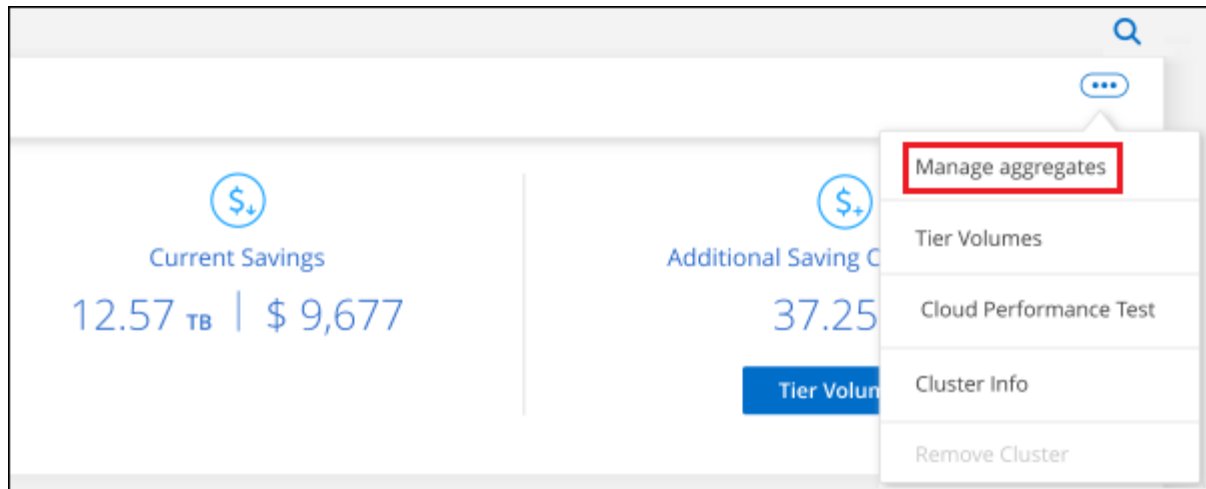 Manage aggregates
Current Savings
12.57 TB | $ 9,677
Additional Saving
37.25
Tier
Tier Volumes
Cloud Performance Test
Cluster Info
Remove Cluster